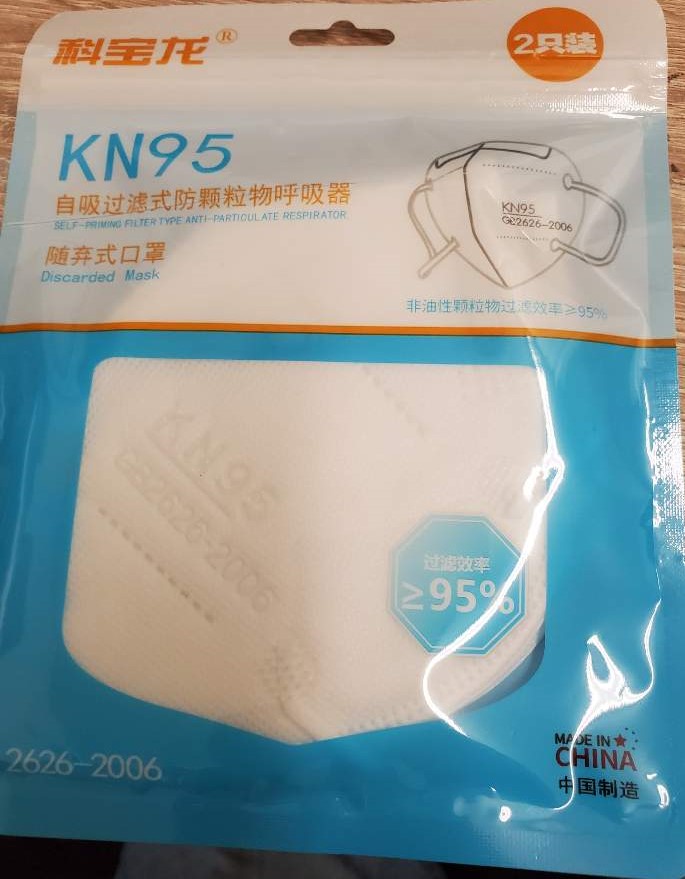 科宝龙®
2只装
KN95
自吸过滤式防颗粒物呼吸器
SELF-PRIMING FILTER TYPE ANTI-PARTICULATE RESPIRATOR
随弃式口罩
Discarded Mask
KN95
GB2626-2006
非油性颗粒物过滤效率≥95%
KN95
GB2626-2006
过滤效率
≥95%
2626-2006
MADE IN
CHINA
中国制造